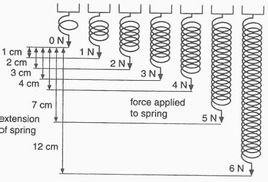 0 N
1 cm
1 N
2 cm
2 N
3 cm
3 N
4 cm
4 N
7 cm
force applied
to spring
5 N
extension
of spring
12 cm
6 N